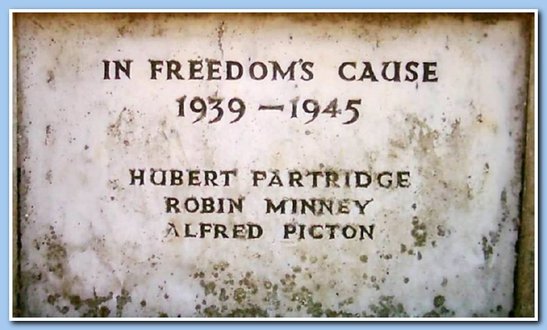 IN FREEDOM'S CAUSE
1939 – 1945
HUBERT PARTRIDGE
ROBIN MINNEY
ALFRED PICTON